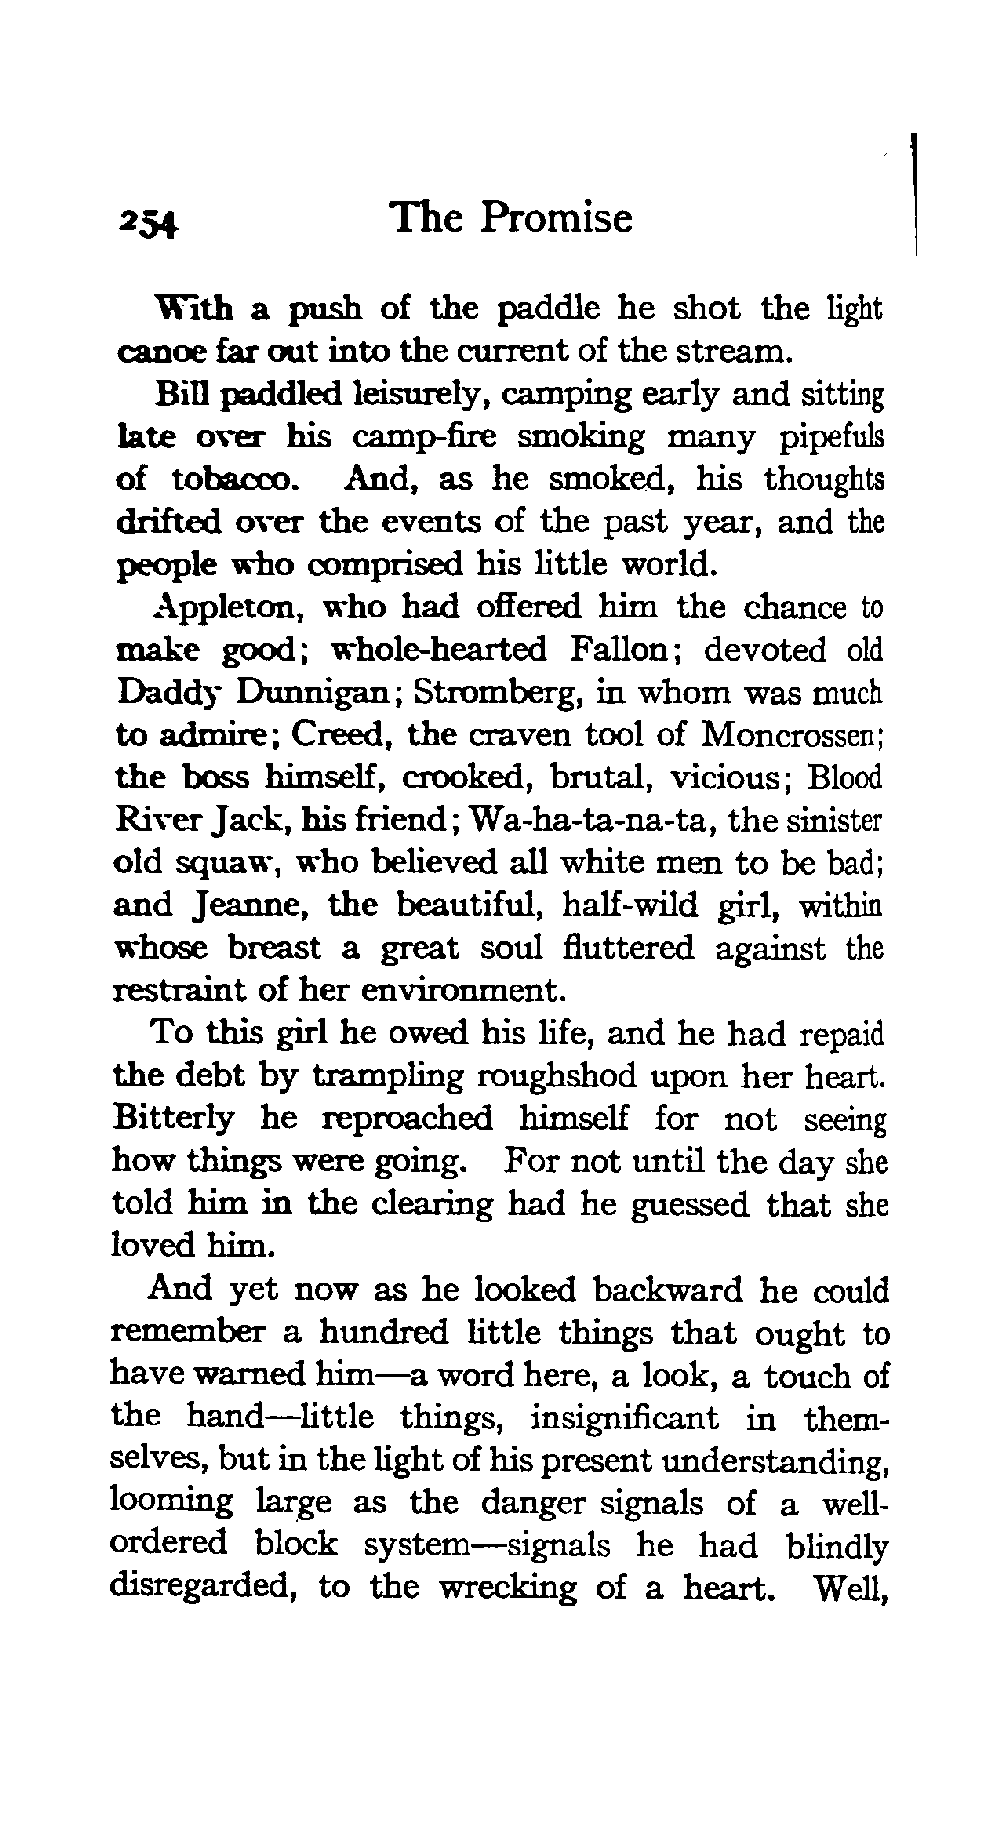 254 The Promise
With a push of the paddle he shot the light
canoe far out into the current of the stream.
Bill paddled leisurely, camping early and sitting
late over his camp-fire smoking many pipefuls
of tobacco. And, as he smoked, his thoughts
drifted over the events of the past year, and the
people who comprised his little world.
Appleton, who had offered him the chance to
make good; whole-hearted Fallon; devoted old
Daddy Dunnigan; Stromberg, in whom was much
to admire; Creed, the craven tool of Moncrossen;
the boss himself, crooked, brutal, vicious; Blood
River Jack, his friend; Wa-ha-ta-na-ta, the sinister
old squaw, who believed all white men to be bad;
and Jeanne, the beautiful, half-wild girl, within
whose breast a great soul fluttered against the
restraint of her environment.
To this girl he owed his life, and he had repaid
the debt by trampling roughshod upon her heart.
Bitterly he reproached himself for not seeing
how things were going. For not until the day she
told him in the clearing had he guessed that she
loved him.
And yet now as he looked backward he could
remember a hundred little things that ought to
have warned him—a word here, a look, a touch of
the hand—little things, insignificant in them-
selves, but in the light of his present understanding,
looming large as the danger signals of a well-
ordered block system—signals he had blindly
disregarded, to the wrecking of a heart. Well,